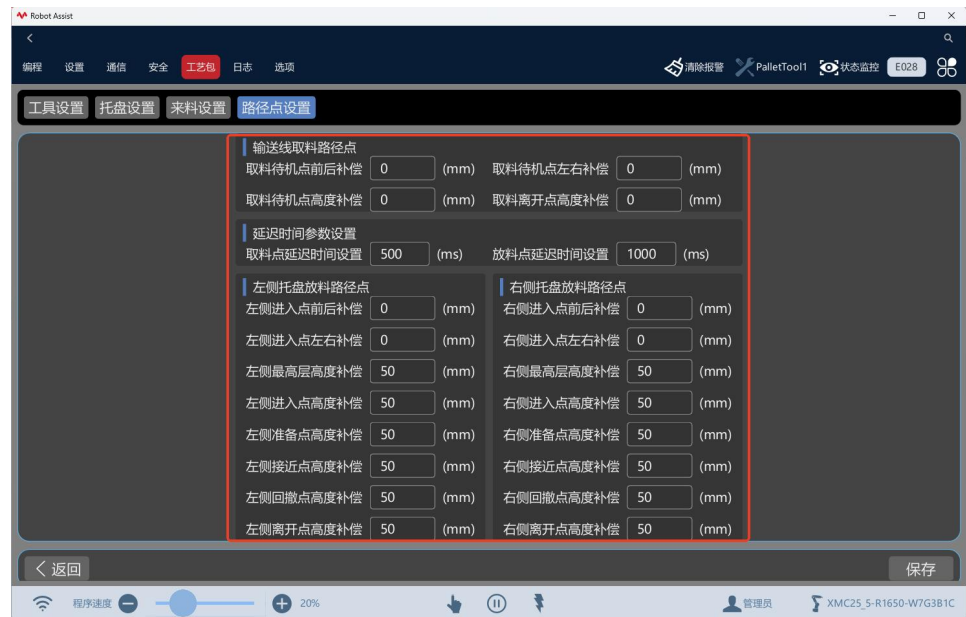 Robot Assist
编程 设置 通信 安全 工艺包 日志 选项 清除报警 PalletTool1 状态监控 E028
工具设置 托盘设置 来料设置 路径点设置
输送线取料路径点
取料待机点前后补偿 0 (mm) 取料待机点左右补偿 0 (mm)
取料待机点高度补偿 0 (mm) 取料离开点高度补偿 0 (mm)
延迟时间参数设置
取料点延迟时间设置 500 (ms) 放料点延迟时间设置 1000 (ms)
左侧托盘放料路径点 右侧托盘放料路径点
左侧进入点前后补偿 0 (mm) 右侧进入点前后补偿 0 (mm)
左侧进入点左右补偿 0 (mm) 右侧进入点左右补偿 0 (mm)
左侧最高层高度补偿 50 (mm) 右侧最高层高度补偿 50 (mm)
左侧进入点高度补偿 50 (mm) 右侧进入点高度补偿 50 (mm)
左侧准备点高度补偿 50 (mm) 右侧准备点高度补偿 50 (mm)
左侧接近点高度补偿 50 (mm) 右侧接近点高度补偿 50 (mm)
左侧回撤点高度补偿 50 (mm) 右侧回撤点高度补偿 50 (mm)
左侧离开点高度补偿 50 (mm) 右侧离开点高度补偿 50 (mm)
返回 保存
程序速度 20% 管理员 XMC25_5-R1650-W7G3B1C